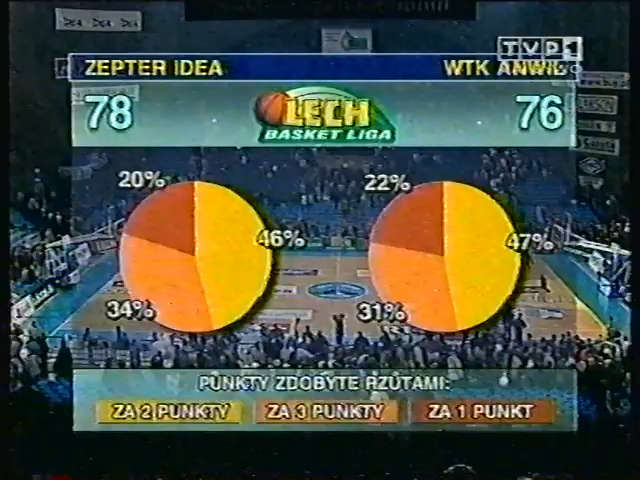 TVP1
ZEPTER IDEA WTK ANWIL
78 LECH 76
BASKET LIGA
20% 22%
46% 47%
34% 31%
PUNKTY ZDOBYTE RZUTAMI:
ZA 2 PUNKTY ZA 3 PUNKTY ZA 1 PUNKT